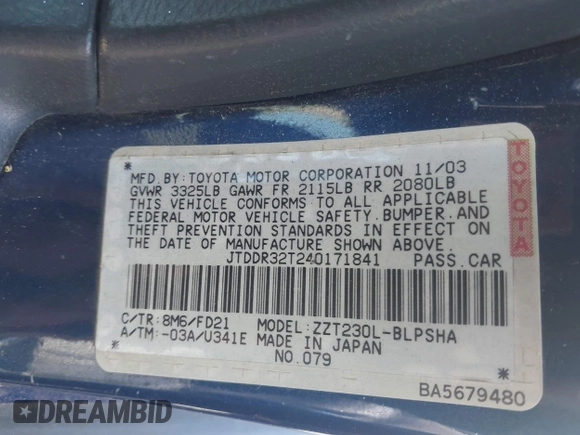 MFD.BY:TOYOTA MOTOR CORPORATION 11/03
GVWR 3325LB GAWR FR 2115LB RR 2080LB
THIS VEHICLE CONFORMS TO ALL APPLICABLE
FEDERAL MOTOR VEHICLE SAFETY.BUMPER.AND
THEFT PREVENTION STANDARDS IN EFFECT ON
THE DATE OF MANUFACTURE SHOWN ABOVE.
JTDDR32T240171841 PASS.CAR
C/TR:8M6/FD21 MODEL:ZZT230L-BLPSHA
A/TM:-03A/U341E MADE IN JAPAN
NO.079
BA5679480
TOYOTA
DREAMBID